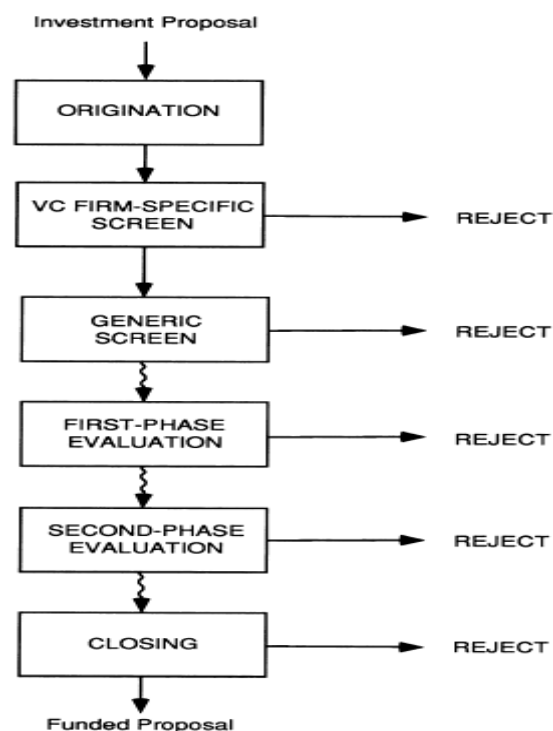 Investment Proposal
ORIGINATION
VC FIRM-SPECIFIC
SCREEN
REJECT
GENERIC
SCREEN
REJECT
FIRST-PHASE
EVALUATION
REJECT
SECOND-PHASE
EVALUATION
REJECT
CLOSING
REJECT
Funded Proposal